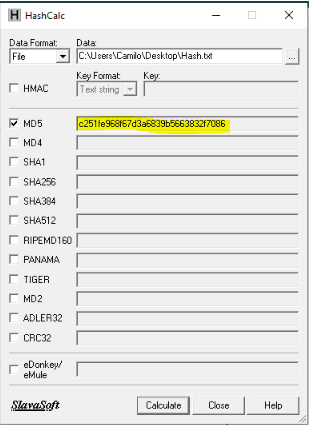 HashCalc
Data Format: Data:
File C:\Users\Camilo\Desktop\Hash.txt ...
Key Format: Key:
HMAC Text string
MD5 c251fe968f67d3a6839b5663832f7086
MD4
SHA1
SHA256
SHA384
SHA512
RIPEMD160
PANAMA
TIGER
MD2
ADLER32
CRC32
eDonkey/
eMule
SlavaSoft Calculate Close Help